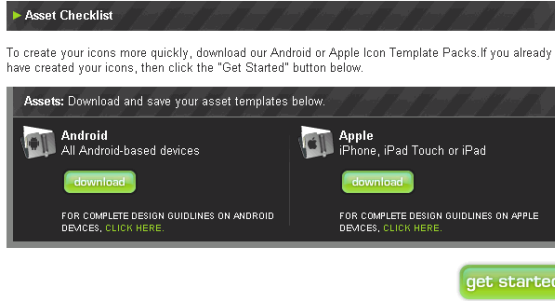 Asset Checklist
To create your icons more quickly, download our Android or Apple Icon Template Packs.If you already
have created your icons, then click the "Get Started" button below.
Assets: Download and save your asset templates below.
Android
All Android-based devices
download
FOR COMPLETE DESIGN GUIDLINES ON ANDROID
DEVICES, CLICK HERE.
Apple
iPhone, iPad Touch or iPad
download
FOR COMPLETE DESIGN GUIDLINES ON APPLE
DEVICES, CLICK HERE.
get started